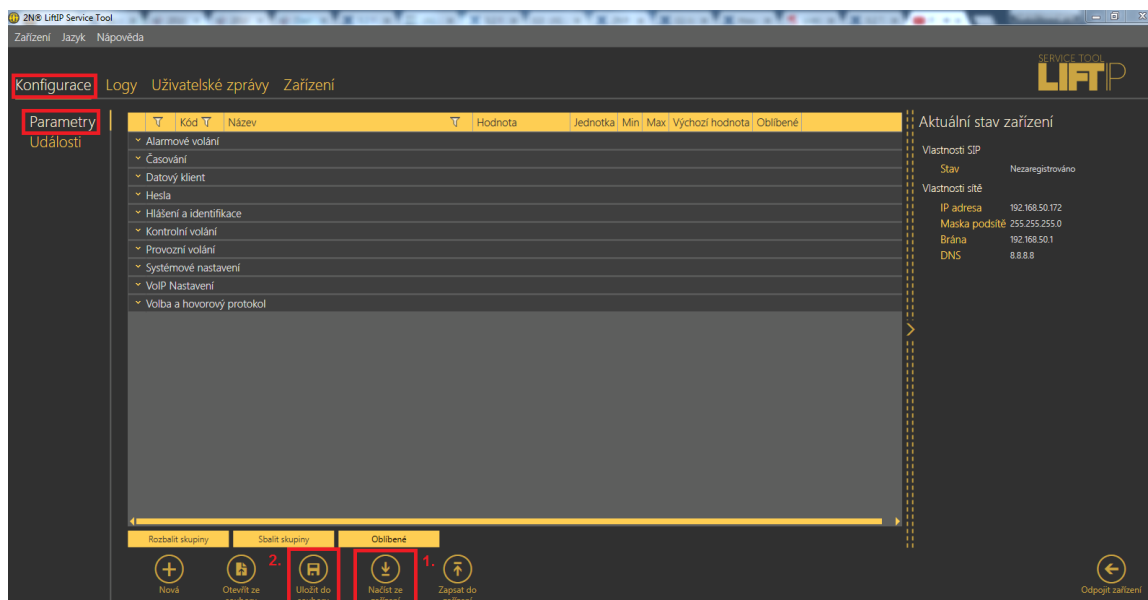 2N® LiftIP Service Tool
Zařízení Jazyk Nápověda
SERVICE TOOL
LIFTIP
Konfigurace Logy Uživatelské zprávy Zařízení
Parametry
Události
Kód Název Hodnota Jednotka Min Max Výchozí hodnota Oblíbené
Alarmové volání
Časování
Datový klient
Hesla
Hlášení a identifikace
Kontrolní volání
Provozní volání
Systémové nastavení
VoIP Nastavení
Volba a hovorový protokol
Aktuální stav zařízení
Vlastnosti SIP
Stav Nezaregistrováno
Vlastnosti sítě
IP adresa 192.168.50.172
Maska podsítě 255.255.255.0
Brána 192.168.50.1
DNS 8.8.8.8
Rozbalit skupiny Sbalit skupiny Oblíbené
2. 1.
Nová Otevřít ze Uložit do Načíst ze Zapsat do
Odpojit zařízení